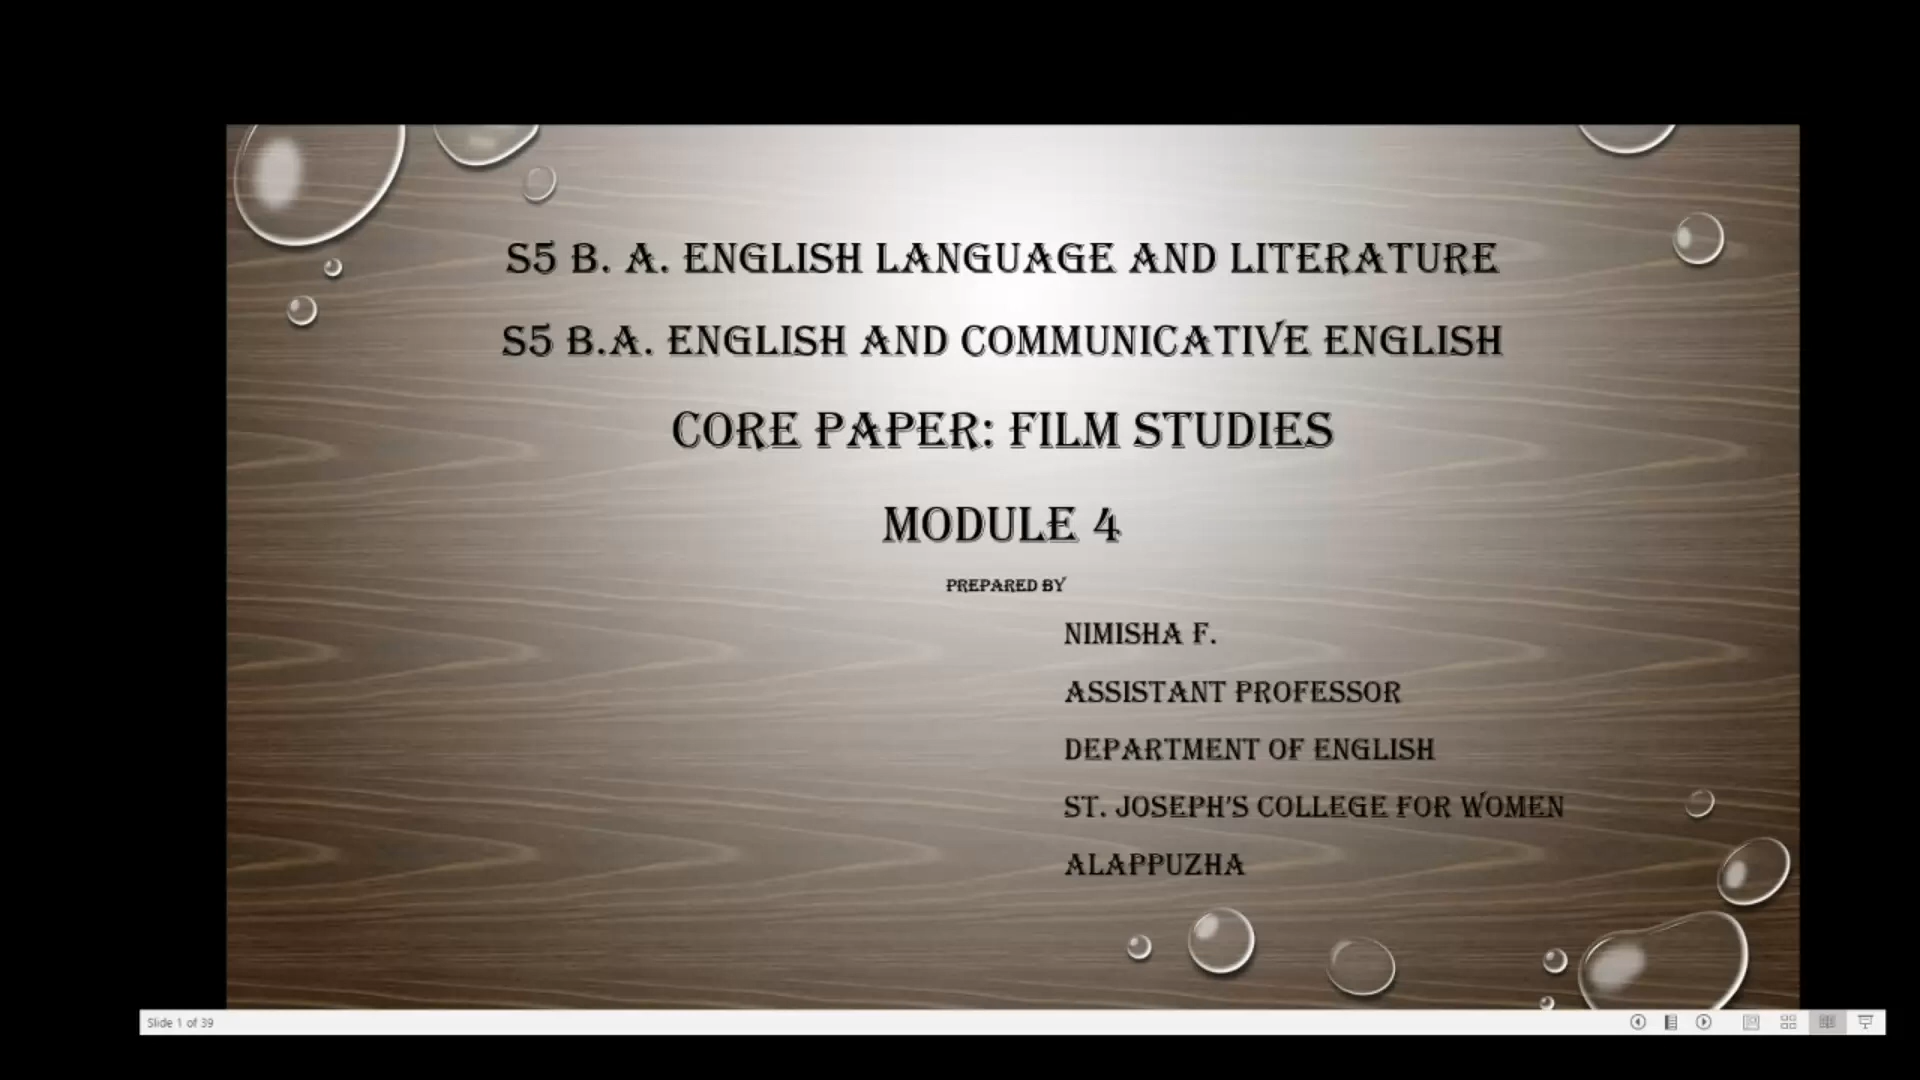 S5 B. A. ENGLISH LANGUAGE AND LITERATURE
S5 B.A. ENGLISH AND COMMUNICATIVE ENGLISH
CORE PAPER: FILM STUDIES
MODULE 4
PREPARED BY
NIMISHA F.
ASSISTANT PROFESSOR
DEPARTMENT OF ENGLISH
ST. JOSEPH'S COLLEGE FOR WOMEN
ALAPPUZHA
Slide 1 of 39